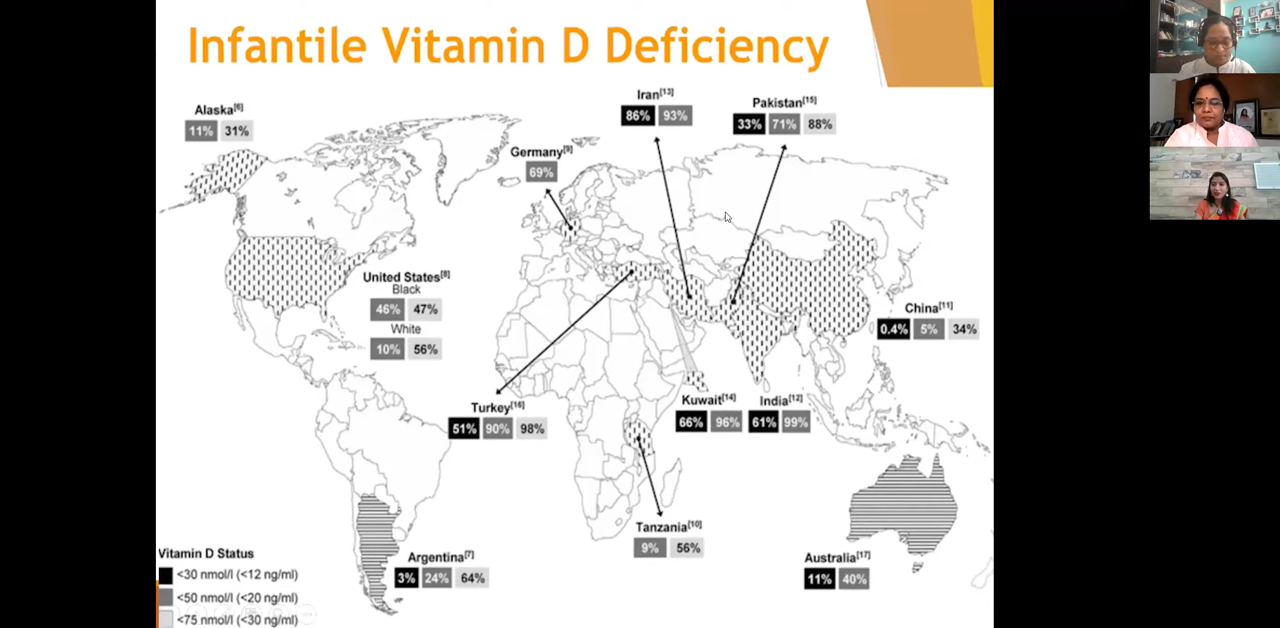 Infantile Vitamin D Deficiency
Alaska[6]
11% 31%
Iran[13]
86% 93%
Pakistan[15]
33% 71% 88%
Germany[9]
69%
United States[8]
Black
46% 47%
White
10% 56%
China[11]
0.4% 5% 34%
Turkey[16]
51% 90% 98%
Kuwait[14]
66% 96%
India[12]
61% 99%
Tanzania[10]
9% 56%
Argentina[7]
3% 24% 64%
Australia[17]
11% 40%
Vitamin D Status
<30 nmol/l (<12 ng/ml)
<50 nmol/l (<20 ng/ml)
<75 nmol/l (<30 ng/ml)